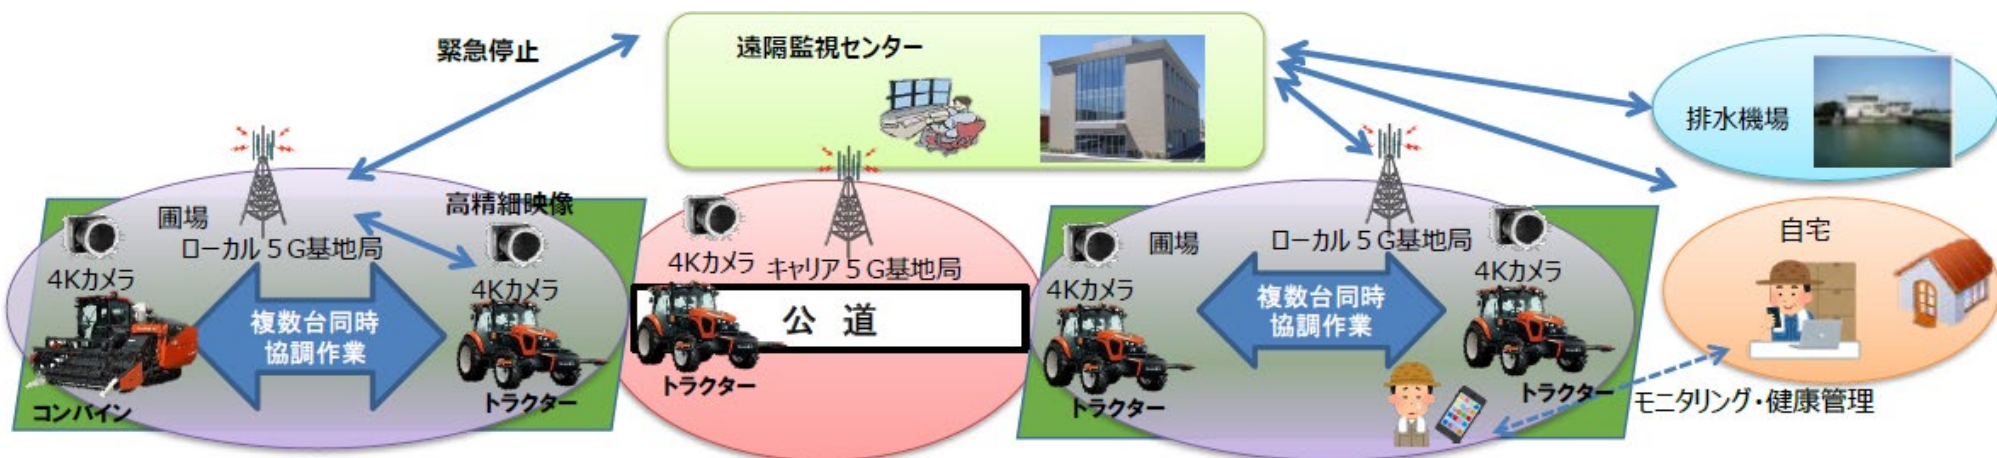 緊急停止
遠隔監視センター
排水機場
圃場
高精細映像
ローカル５G基地局
4Kカメラ
4Kカメラ
複数台同時
協調作業
コンバイン
トラクター
4Kカメラ
キャリア５G基地局
公 道
トラクター
圃場
ローカル５G基地局
4Kカメラ
4Kカメラ
複数台同時
協調作業
トラクター
トラクター
自宅
モニタリング・健康管理